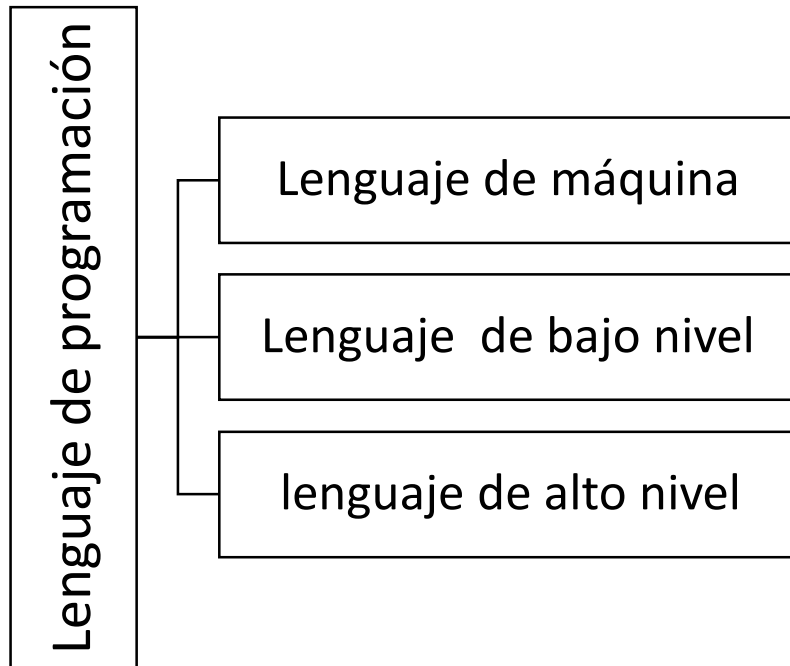 Lenguaje de programación
Lenguaje de máquina
Lenguaje  de bajo nivel
lenguaje de alto nivel